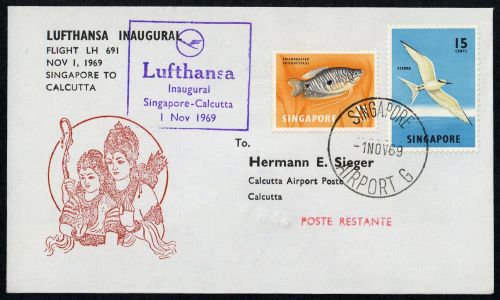 LUFTHANSA INAUGURAL
FLIGHT LH 691
NOV 1, 1969
SINGAPORE TO
CALCUTTA
Lufthansa
Inaugural
Singapore-Calcutta
1 Nov 1969
SINGAPORE
15
CENTS
STERNA
SINGAPORE
SINGAPORE
-1NOV69
AIRPORT G
To.
Hermann E. Sieger
Calcutta Airport Poste
Calcutta
POSTE RESTANTE